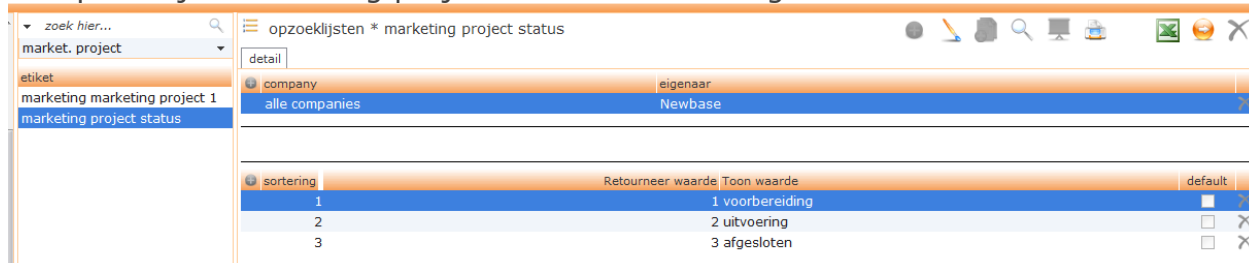 zoek hier...
opzoeklijsten * marketing project status
market. project
detail
etiket
company eigenaar
marketing marketing project 1
alle companies Newbase
marketing project status
sortering Retourneer waarde Toon waarde default
1 1 voorbereiding
2 2 uitvoering
3 3 afgesloten